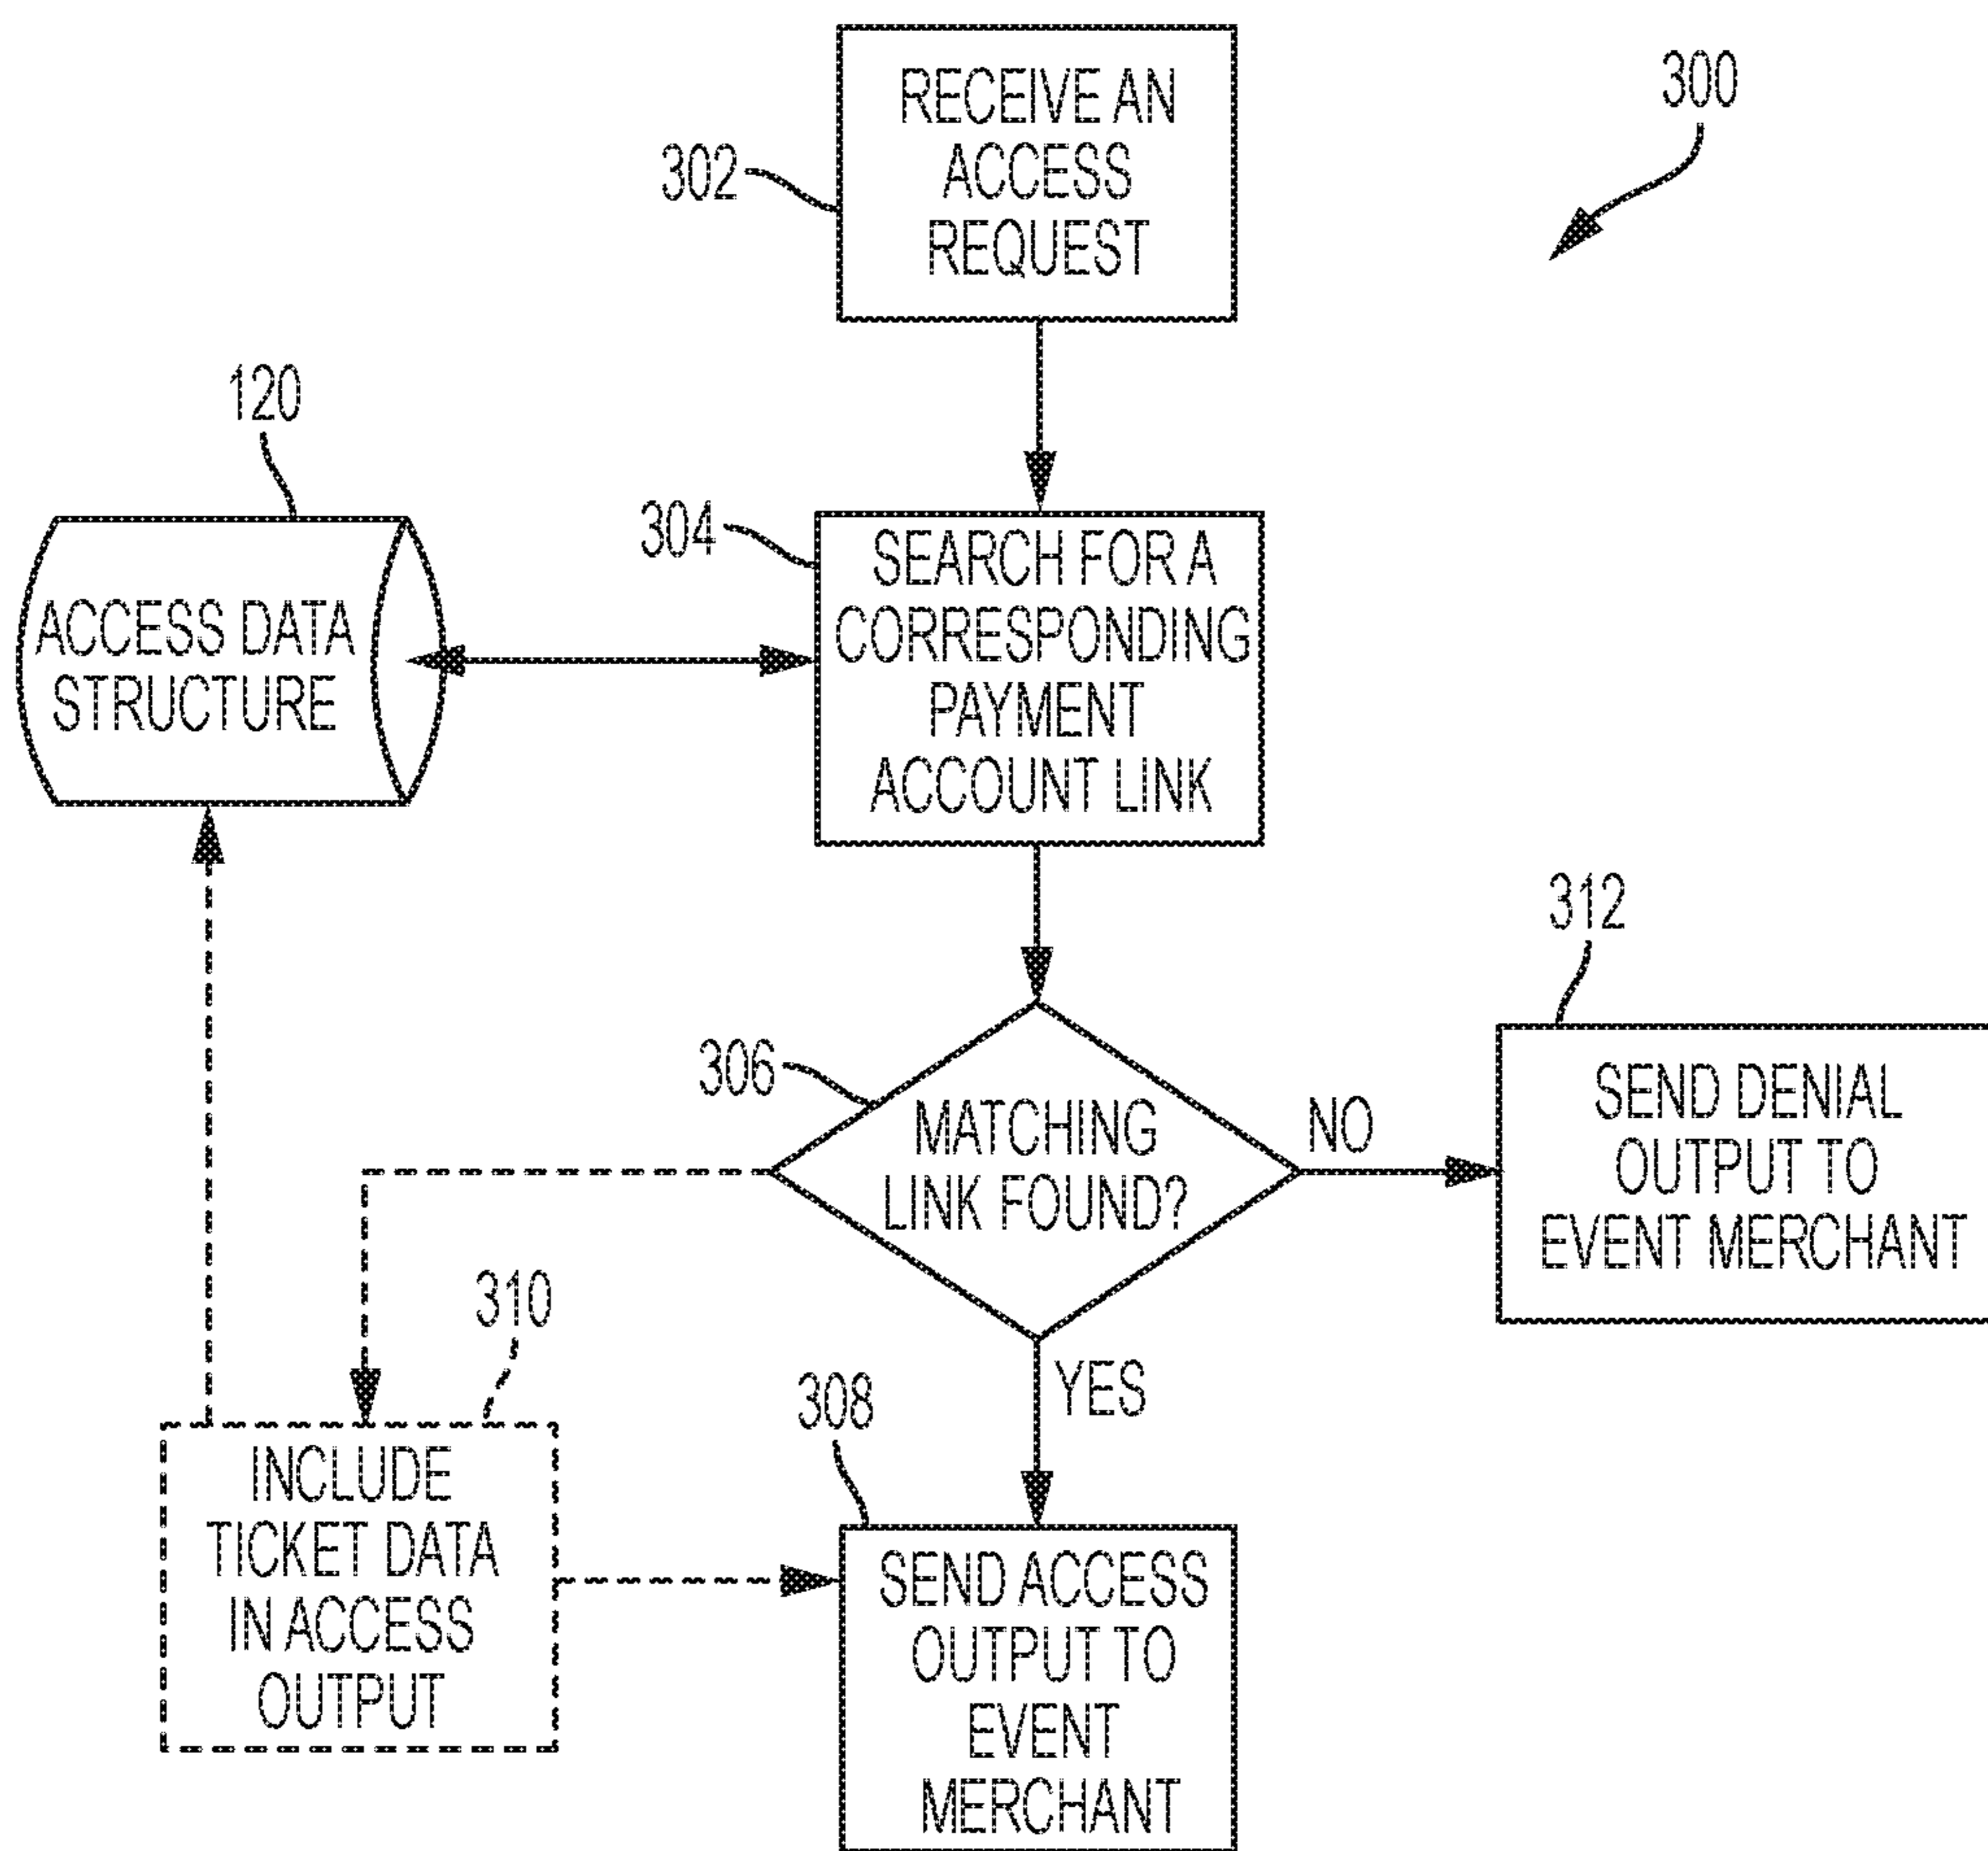 RECEIVE AN
ACCESS
REQUEST
302
300
120
ACCESS DATA
STRUCTURE
304
SEARCH FOR A
CORRESPONDING
PAYMENT
ACCOUNT LINK
306
MATCHING
LINK FOUND?
NO
312
SEND DENIAL
OUTPUT TO
EVENT MERCHANT
YES
310
INCLUDE
TICKET DATA
IN ACCESS
OUTPUT
308
SEND ACCESS
OUTPUT TO
EVENT
MERCHANT